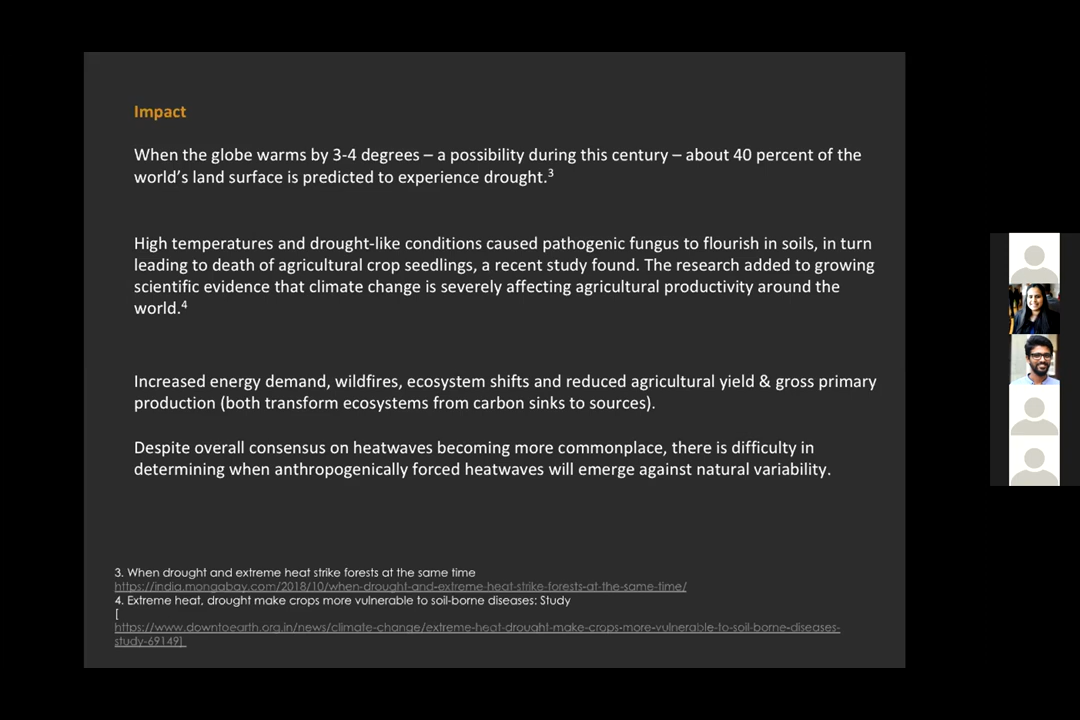 Impact
When the globe warms by 3-4 degrees – a possibility during this century – about 40 percent of the
world's land surface is predicted to experience drought.3
High temperatures and drought-like conditions caused pathogenic fungus to flourish in soils, in turn
leading to death of agricultural crop seedlings, a recent study found. The research added to growing
scientific evidence that climate change is severely affecting agricultural productivity around the
world.4
Increased energy demand, wildfires, ecosystem shifts and reduced agricultural yield & gross primary
production (both transform ecosystems from carbon sinks to sources).
Despite overall consensus on heatwaves becoming more commonplace, there is difficulty in
determining when anthropogenically forced heatwaves will emerge against natural variability.
3. When drought and extreme heat strike forests at the same time
https://india.mongabay.com/2018/10/when-drought-and-extreme-heat-strike-forests-at-the-same-time/
4. Extreme heat, drought make crops more vulnerable to soil-borne diseases: Study
[
https://www.downtoearth.org.in/news/climate-change/extreme-heat-drought-make-crops-more-vulnerable-to-soil-borne-diseases-
study-69149]